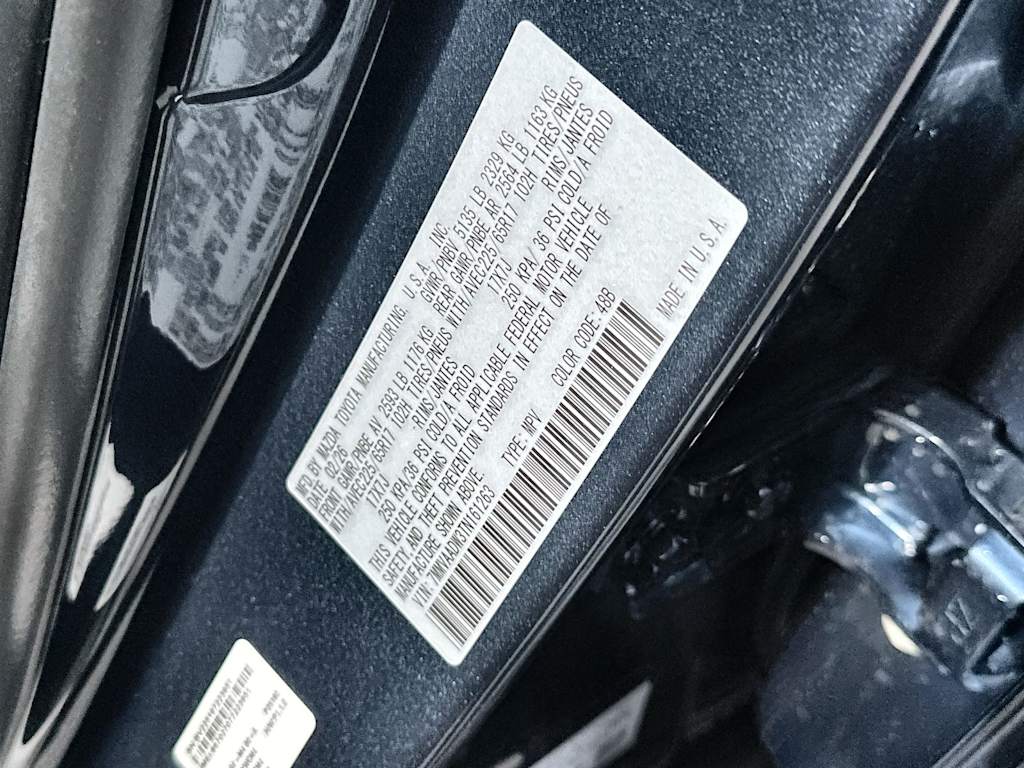 MFD. BY MAZDA TOYOTA MANUFACTURING, U.S.A., INC.
DATE: 02/26 GVWR/PNBV 5135 LB 2329 KG
FRONT GAWR/PNBE AV 2593 LB 1176 KG REAR GAWR/PNBE AR 2564 LB 1163 KG
WITH/AVEC225/65R17 102H TIRES/PNEUS WITH/AVEC225/65R17 102H TIRES/PNEUS
17X7J RIMS/JANTES 17X7J RIMS/JANTES
250 KPA/36 PSI COLD/A FROID 250 KPA/36 PSI COLD/A FROID
THIS VEHICLE CONFORMS TO ALL APPLICABLE FEDERAL MOTOR VEHICLE
SAFETY AND THEFT PREVENTION STANDARDS IN EFFECT ON THE DATE OF
MANUFACTURE SHOWN ABOVE.
VIN: 7MMVAADW3TN161263 TYPE: MPV COLOR CODE: 48B
MADE IN U.S.A.